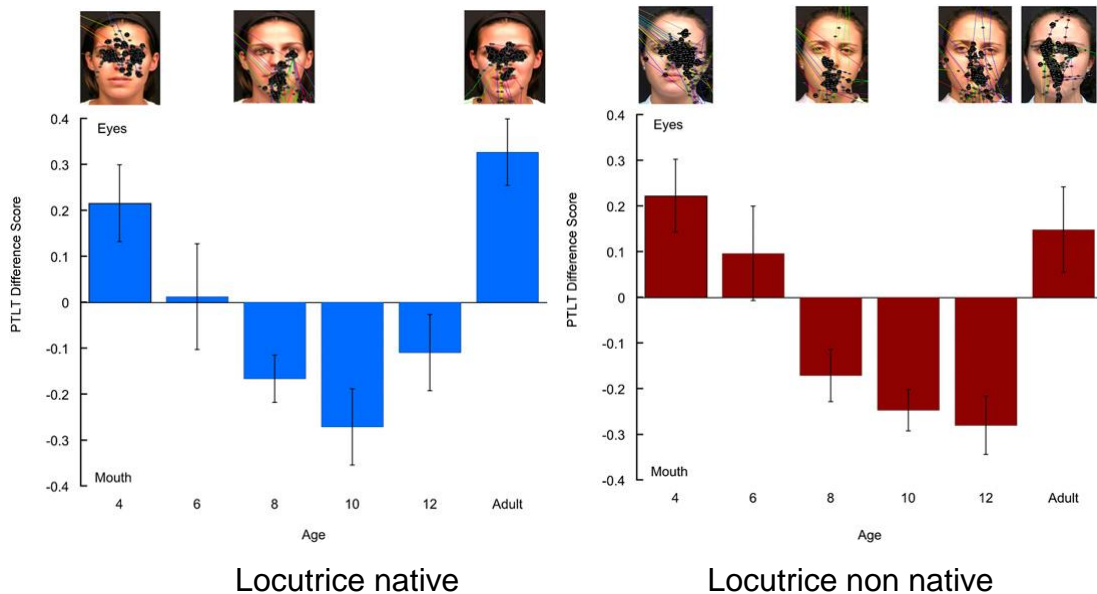 0.4
Eyes
0.3
0.2
0.1
0
-0.1
-0.2
-0.3
-0.4
Mouth
PTLT Difference Score
4 6 8 10 12 Adult
Age
Locutrice native
0.4
Eyes
0.3
0.2
0.1
0
-0.1
-0.2
-0.3
-0.4
Mouth
PTLT Difference Score
4 6 8 10 12 Adult
Age
Locutrice non native